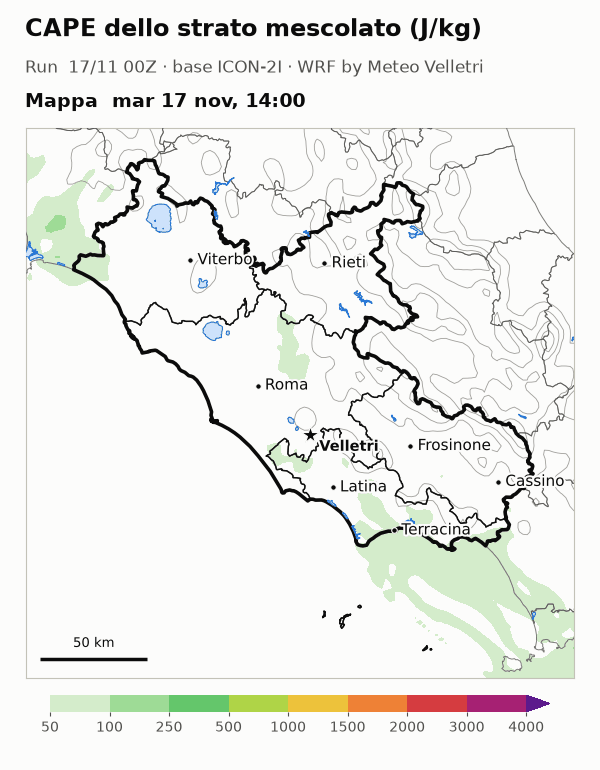 CAPE dello strato mescolato (J/kg)
Run  17/11 00Z · base ICON-2I · WRF by Meteo Velletri
Mappa  mar 17 nov, 14:00
Viterbo
Rieti
Roma
Velletri
Frosinone
Cassino
Latina
Terracina
50 km
50 100 250 500 1000 1500 2000 3000 4000